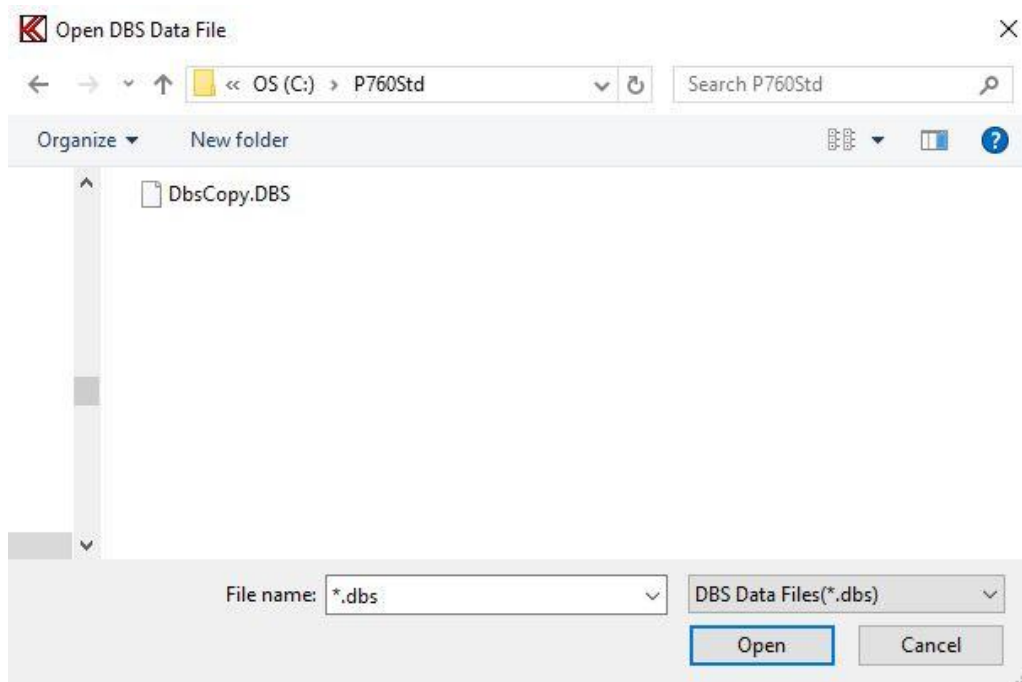 Open DBS Data File
« OS (C:) › P760Std
Search P760Std
Organize
New folder
?
DbsCopy.DBS
File name: *.dbs
DBS Data Files(*.dbs)
Open
Cancel